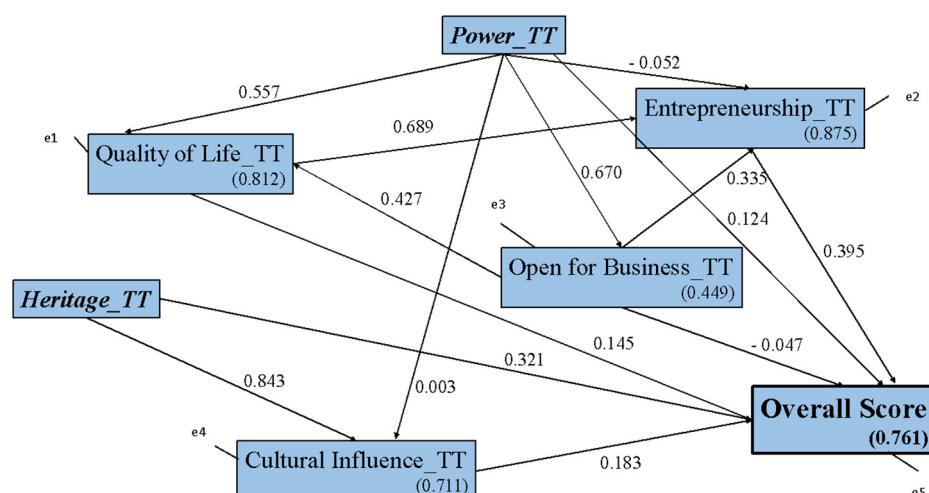 Power_TT
- 0.052
e2
0.557
Entrepreneurship_TT
(0.875)
e1
0.689
Quality of Life_TT
(0.812)
0.670
0.335
0.427
e3
0.124
0.395
Open for Business_TT
(0.449)
Heritage_TT
0.145
- 0.047
0.321
0.843
0.003
Overall Score
(0.761)
e4
Cultural Influence_TT
(0.711)
0.183
e5